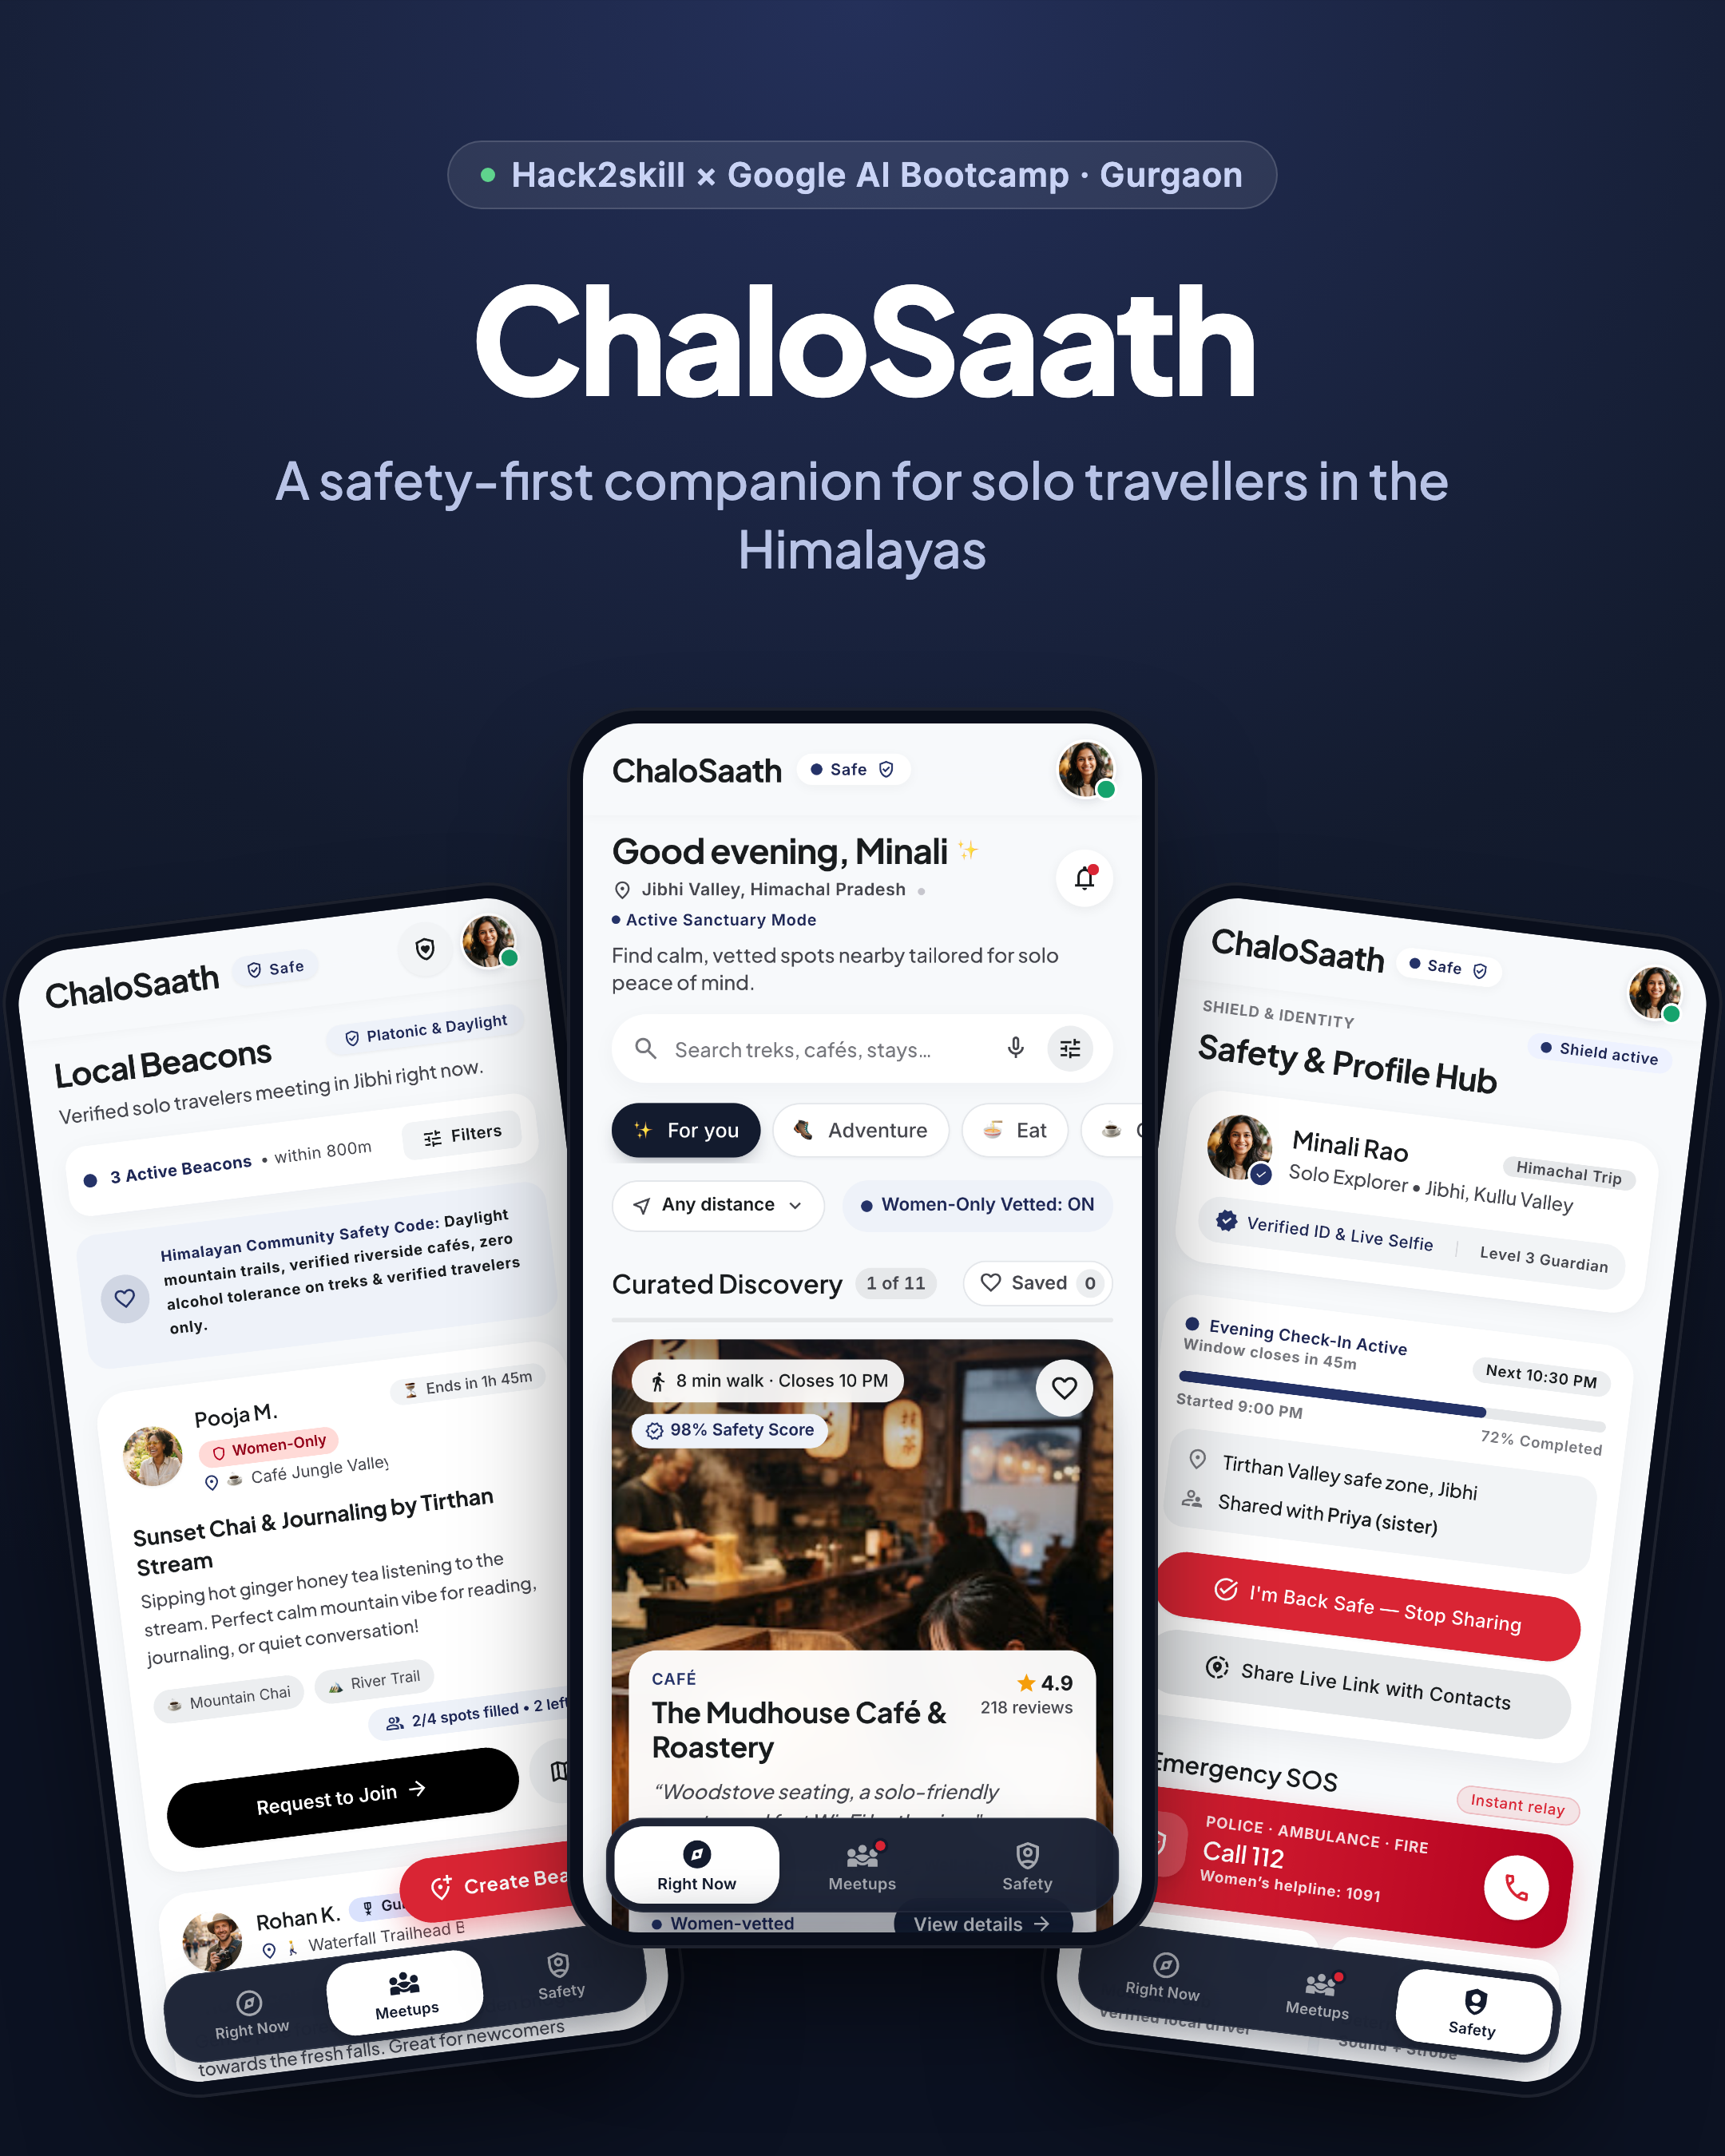 Hack2skill × Google AI Bootcamp · Gurgaon
ChaloSaath
A safety-first companion for solo travellers in the
Himalayas
ChaloSaath
Safe
Local Beacons
Platonic & Daylight
Verified solo travelers meeting in Jibhi right now.
3 Active Beacons • within 800m
Filters
Himalayan Community Safety Code: Daylight
mountain trails, verified riverside cafés, zero
alcohol tolerance on treks & verified travelers
only.
Ends in 1h 45m
Pooja M.
Women-Only
Café Jungle Valley
Sunset Chai & Journaling by Tirthan
Stream
Sipping hot ginger honey tea listening to the
stream. Perfect calm mountain vibe for reading,
journaling, or quiet conversation!
Mountain Chai
River Trail
2/4 spots filled • 2 left
Request to Join
Create
Rohan K.
Waterfall Trailhead
Right Now
Meetups
Safety
towards the fresh falls. Great for newcomers
ChaloSaath
Safe
Good evening, Minali
Jibhi Valley, Himachal Pradesh
Active Sanctuary Mode
Find calm, vetted spots nearby tailored for solo
peace of mind.
Search treks, cafés, stays...
For you
Adventure
Eat
Any distance
Women-Only Vetted: ON
Curated Discovery
1 of 11
Saved 0
8 min walk · Closes 10 PM
98% Safety Score
CAFÉ
4.9
The Mudhouse Café &
Roastery
218 reviews
“Woodstove seating, a solo-friendly
Right Now
Meetups
Safety
Women-vetted
View details
ChaloSaath
Safe
SHIELD & IDENTITY
Safety & Profile Hub
Shield active
Minali Rao
Himachal Trip
Solo Explorer • Jibhi, Kullu Valley
Verified ID & Live Selfie
Level 3 Guardian
Evening Check-In Active
Window closes in 45m
Next 10:30 PM
Started 9:00 PM
72% Completed
Tirthan Valley safe zone, Jibhi
Shared with Priya (sister)
I'm Back Safe — Stop Sharing
Share Live Link with Contacts
Emergency SOS
Instant relay
POLICE · AMBULANCE · FIRE
Call 112
Women's helpline: 1091
Right Now
Meetups
Safety
Verified local driver
Sound + Strobe